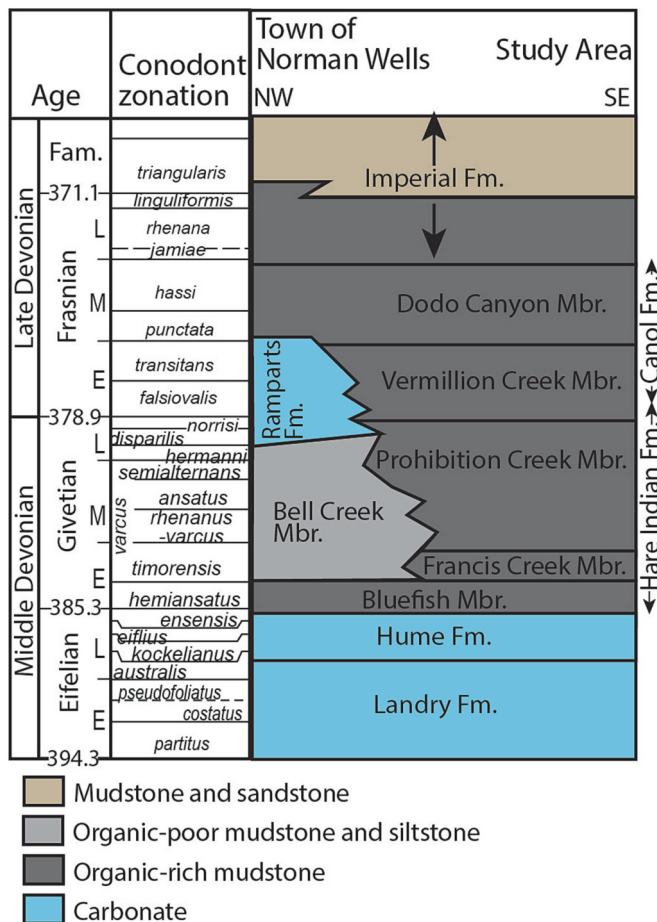 Age
Conodont
zonation
Town of
Norman Wells
Study Area
NW
SE
Late Devonian
Middle Devonian
Fam.
371.1
Frasnian
L
M
E
378.9
Givetian
L
M
E
385.3
Eifelian
L
E
394.3
triangularis
linguliformis
rhenana
jamiae
hassi
punctata
transitans
falsiovalis
norrisi
disparilis
hermanni
semialternans
varcus
ansatus
rhenanus
-varcus
timorensis
hemiansatus
ensensis
eiflius
kockelianus
australis
pseudofoliatus
costatus
partitus
Imperial Fm.
Dodo Canyon Mbr.
Ramparts
Fm.
Vermillion Creek Mbr.
Prohibition Creek Mbr.
Bell Creek
Mbr.
Francis Creek Mbr.
Bluefish Mbr.
Hume Fm.
Landry Fm.
Canol Fm.
Hare Indian Fm.
Mudstone and sandstone
Organic-poor mudstone and siltstone
Organic-rich mudstone
Carbonate